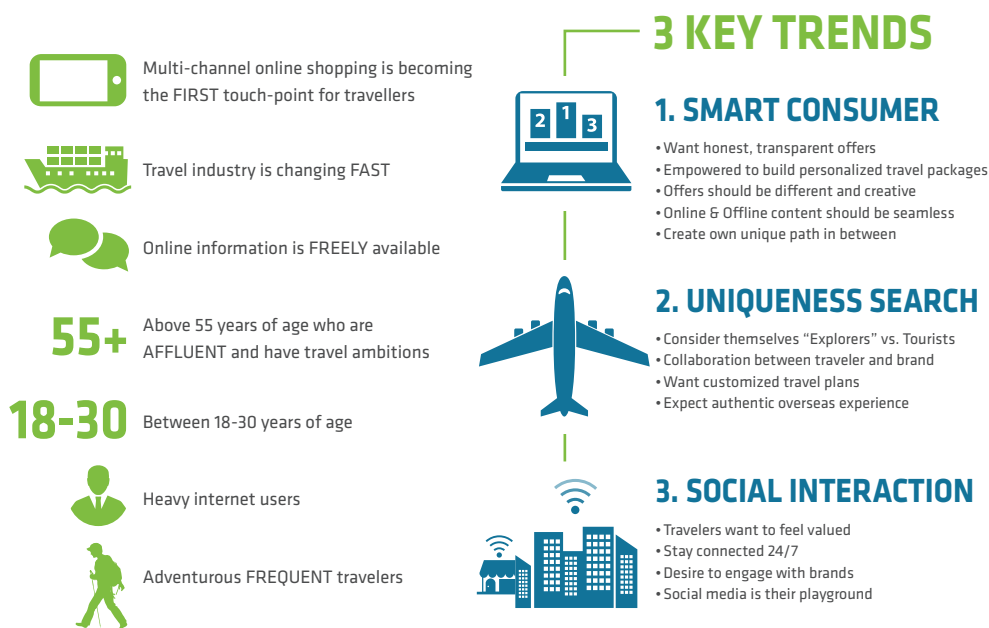 Multi-channel online shopping is becoming
the FIRST touch-point for travellers
Travel industry is changing FAST
Online information is FREELY available
55+
Above 55 years of age who are
AFFLUENT and have travel ambitions
18-30
Between 18-30 years of age
Heavy internet users
Adventurous FREQUENT travelers
3 KEY TRENDS
2 1 3
1. SMART CONSUMER
• Want honest, transparent offers
• Empowered to build personalized travel packages
• Offers should be different and creative
• Online & Offline content should be seamless
• Create own unique path in between
2. UNIQUENESS SEARCH
• Consider themselves “Explorers” vs. Tourists
• Collaboration between traveler and brand
• Want customized travel plans
• Expect authentic overseas experience
3. SOCIAL INTERACTION
• Travelers want to feel valued
• Stay connected 24/7
• Desire to engage with brands
• Social media is their playground